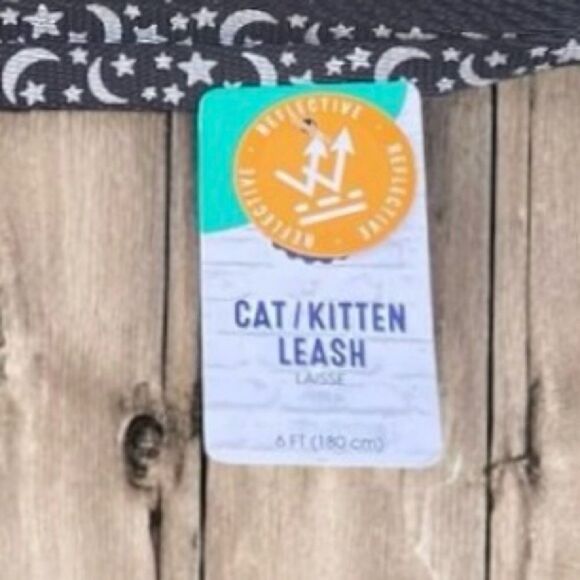 REFLECTIVE · REFLECTIVE · REFLECTIVE ·
CAT/KITTEN
LEASH
LAISSE
6 FT (180 cm)